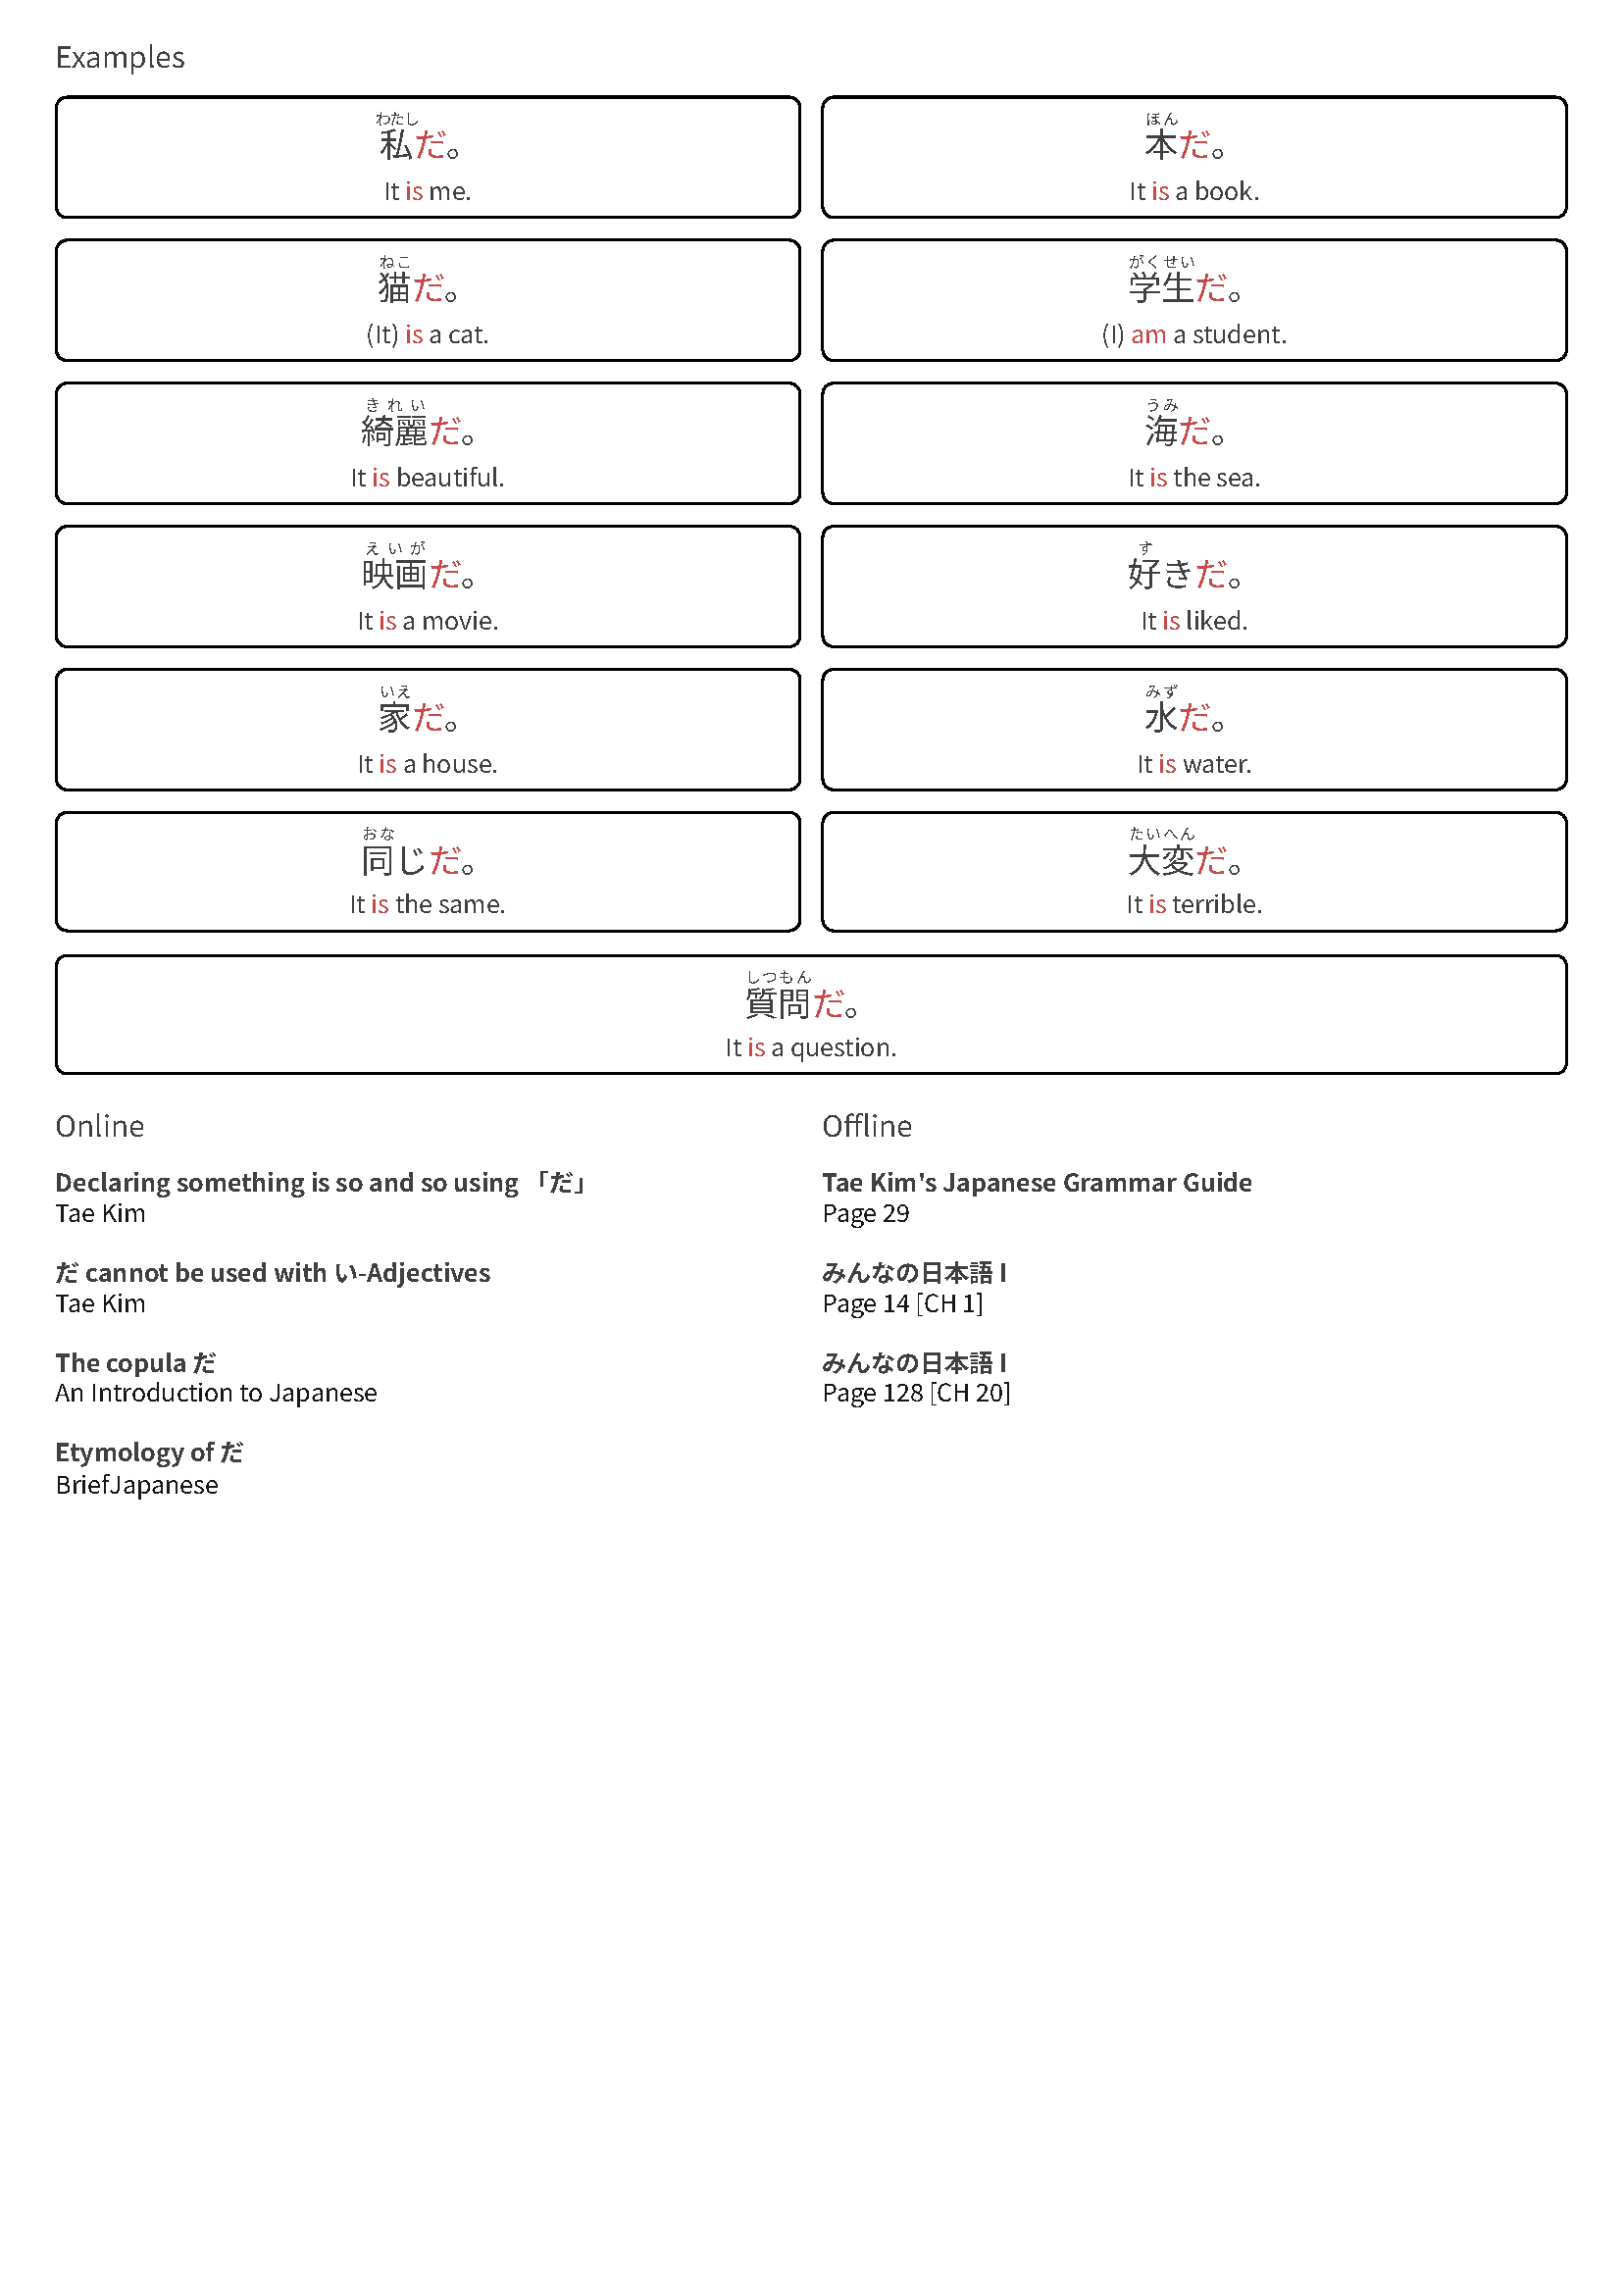 Examples
わたし
私だ。
It is me.
ほん
本だ。
It is a book.
ねこ
猫だ。
(It) is a cat.
がくせい
学生だ。
(I) am a student.
きれい
綺麗だ。
It is beautiful.
うみ
海だ。
It is the sea.
えいが
映画だ。
It is a movie.
す
好きだ。
It is liked.
いえ
家だ。
It is a house.
みず
水だ。
It is water.
おな
同じだ。
It is the same.
たいへん
大変だ。
It is terrible.
しつもん
質問だ。
It is a question.
Online
Declaring something is so and so using 「だ」
Tae Kim
だ cannot be used with い-Adjectives
Tae Kim
The copula だ
An Introduction to Japanese
Etymology of だ
BriefJapanese
Offline
Tae Kim's Japanese Grammar Guide
Page 29
みんなの日本語 I
Page 14 [CH 1]
みんなの日本語 I
Page 128 [CH 20]